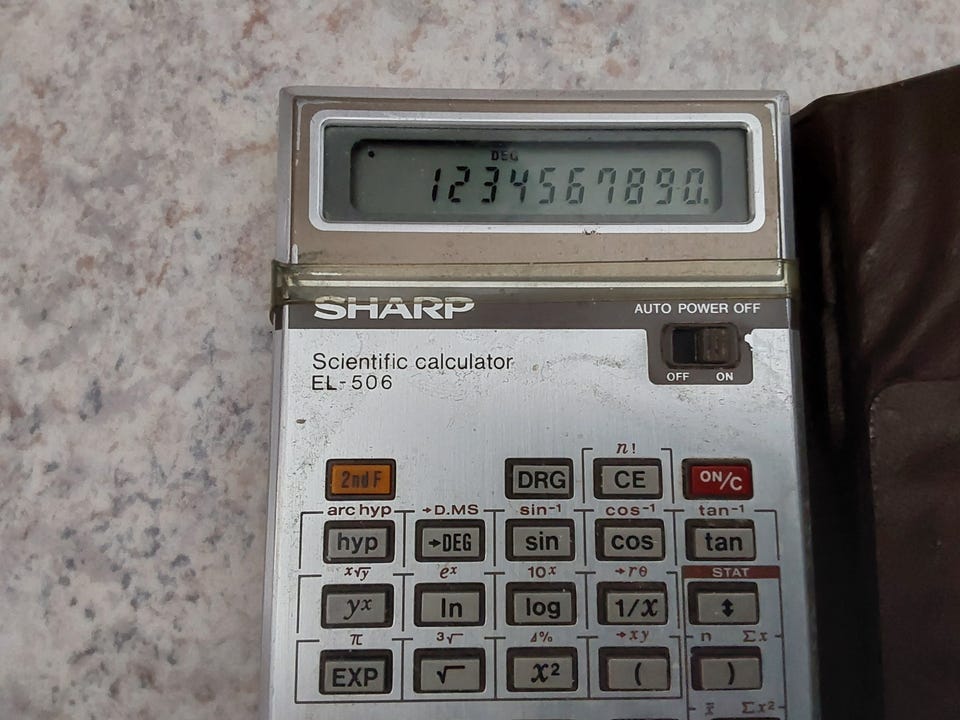 DEG
1234567890.
SHARP
AUTO POWER OFF
OFF ON
Scientific calculator
EL-506
n!
2nd F DRG CE ON/C
arc hyp →D.MS sin⁻¹ cos⁻¹ tan⁻¹
hyp →DEG sin cos tan
ˣ√y eˣ 10ˣ →rθ STAT
yˣ ln log 1/x ↕
π ³√ Δ% →xy n Σx
EXP √ x² ( )
x̄ Σx²